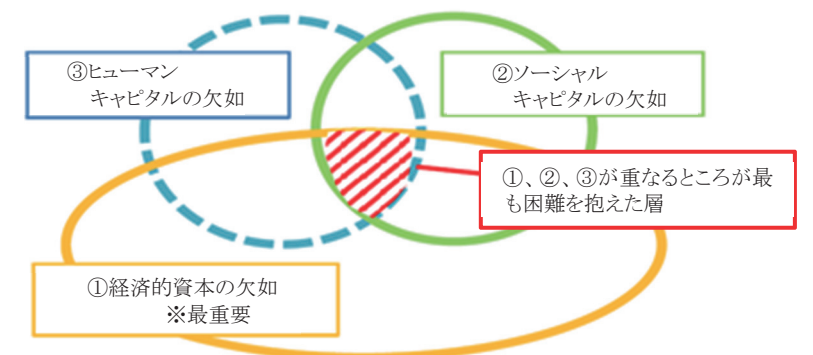 ③ヒューマン
キャピタルの欠如
②ソーシャル
キャピタルの欠如
①、②、③が重なるところが最
も困難を抱えた層
①経済的資本の欠如
※最重要